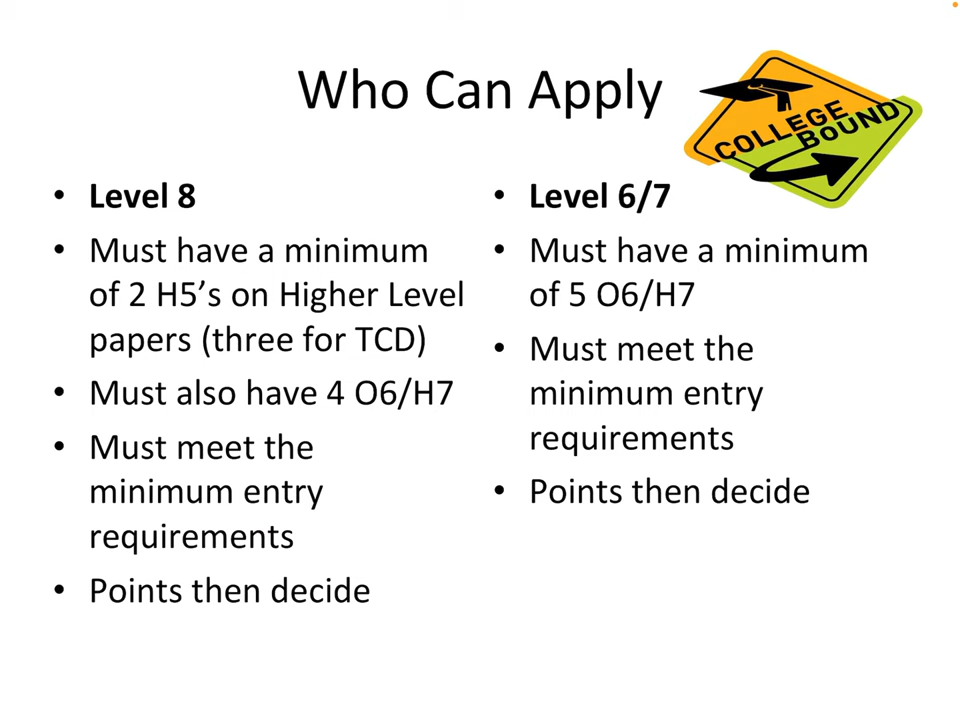 Who Can Apply
COLLEGE
BOUND
• Level 8
• Must have a minimum
of 2 H5’s on Higher Level
papers (three for TCD)
• Must also have 4 O6/H7
• Must meet the
minimum entry
requirements
• Points then decide
• Level 6/7
• Must have a minimum
of 5 O6/H7
• Must meet the
minimum entry
requirements
• Points then decide